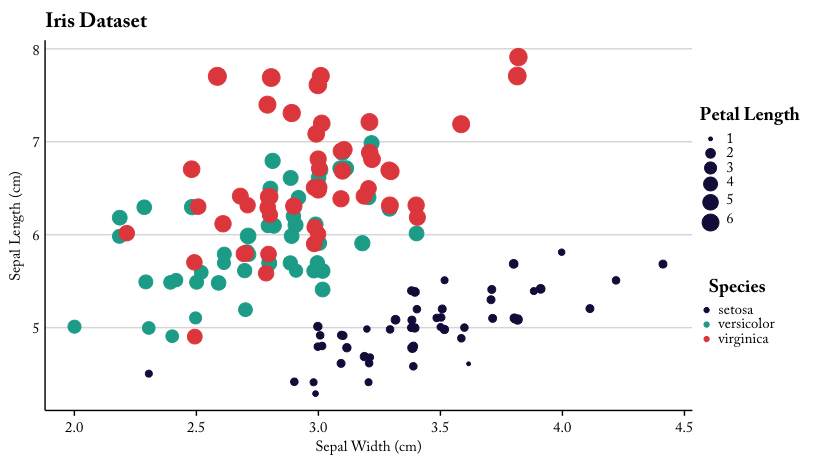 Iris Dataset
8
7
6
5
Sepal Length (cm)
2.0 2.5 3.0 3.5 4.0 4.5
Sepal Width (cm)
Petal Length
1
2
3
4
5
6
Species
setosa
versicolor
virginica